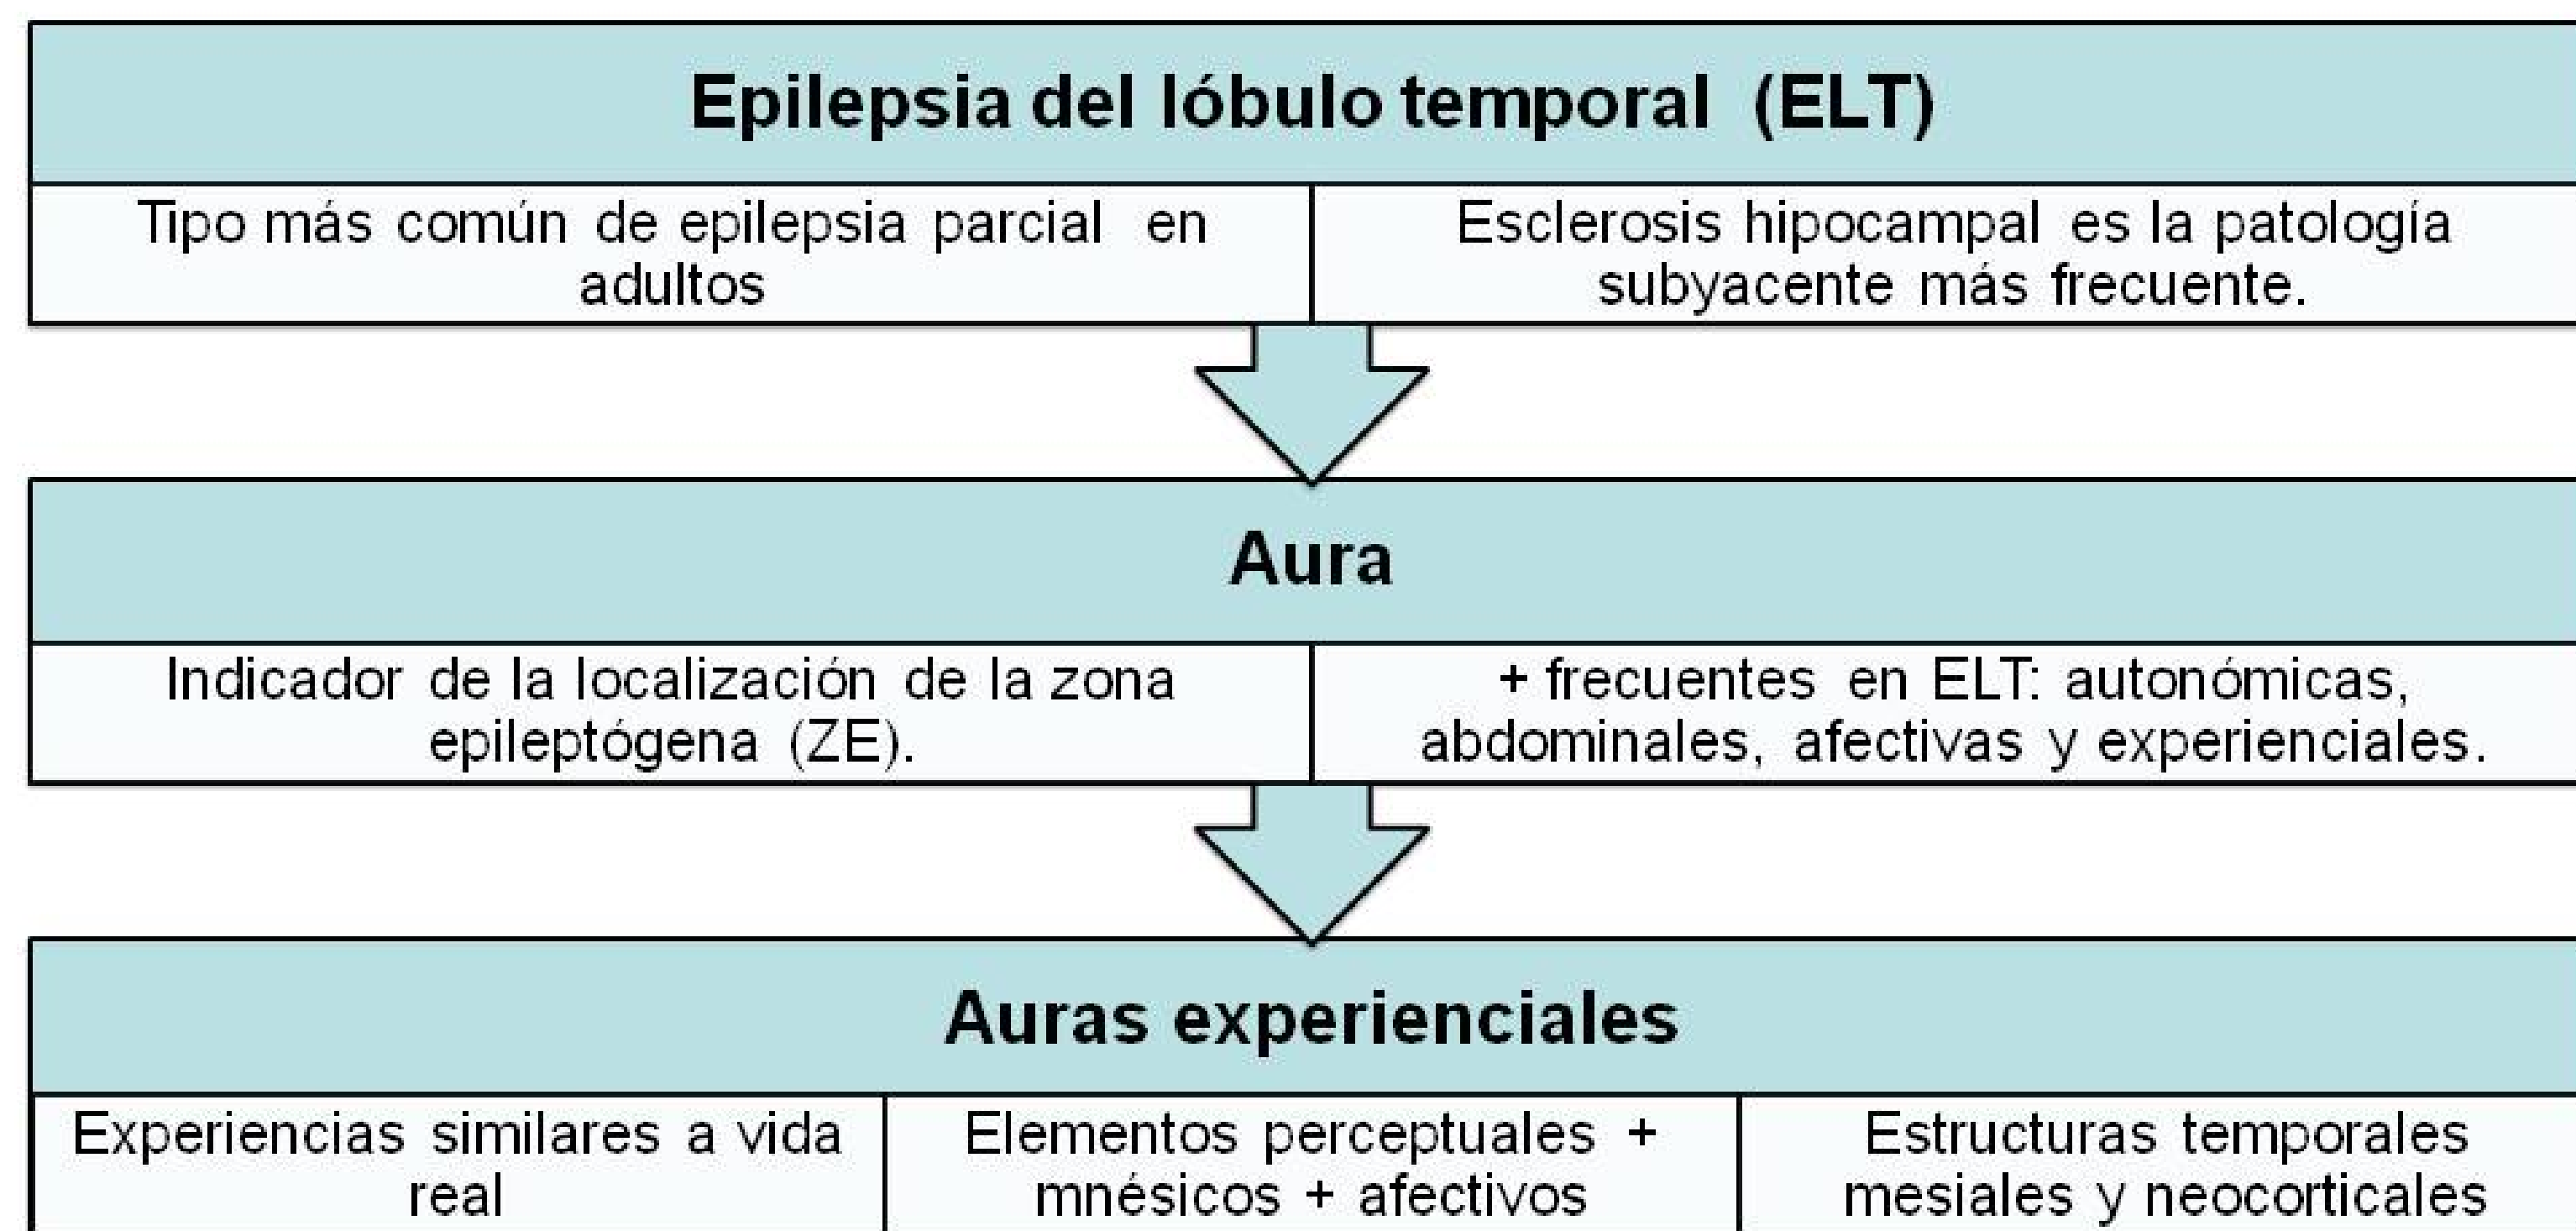 Epilepsia del lóbulo temporal (ELT)
Tipo más común de epilepsia parcial en
adultos
Esclerosis hipocampal es la patología
subyacente más frecuente.
Aura
Indicador de la localización de la zona
epileptógena (ZE).
+ frecuentes en ELT: autonómicas,
abdominales, afectivas y experienciales.
Auras experienciales
Experiencias similares a vida
real
Elementos perceptuales +
mnésicos + afectivos
Estructuras temporales
mesiales y neocorticales